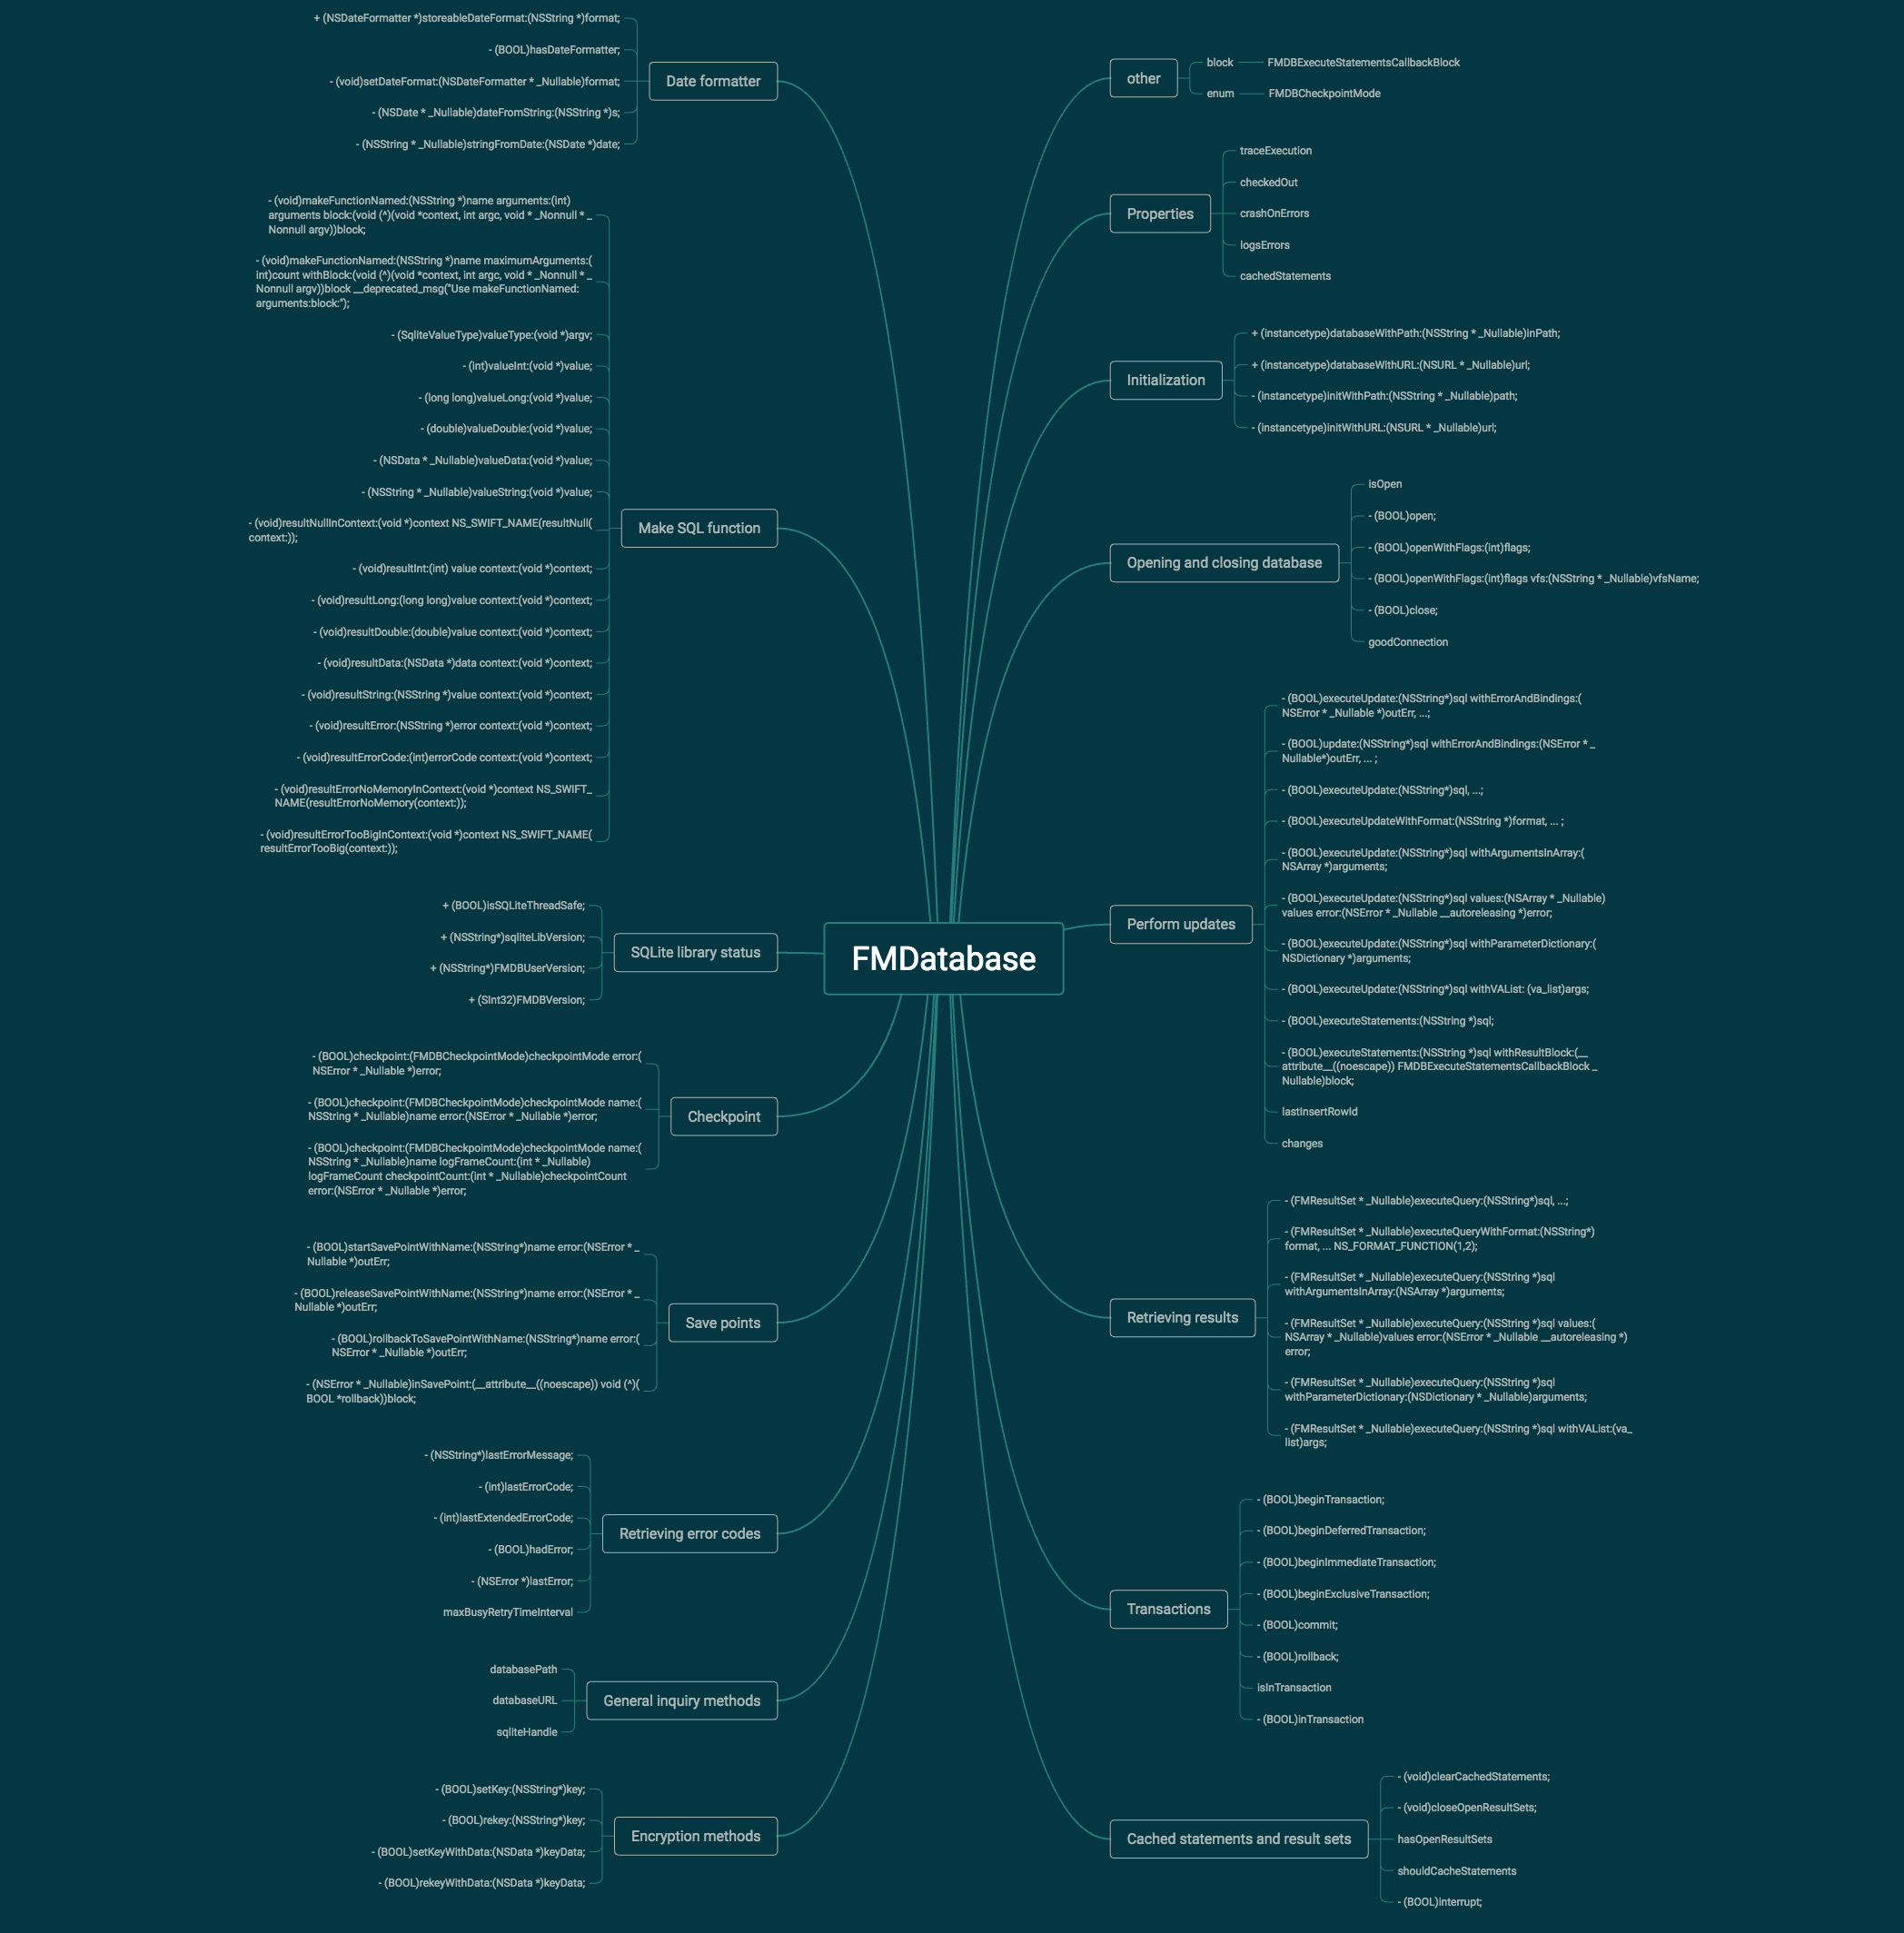 FMDatabase
other
block
FMDBExecuteStatementsCallbackBlock
enum
FMDBCheckpointMode
Properties
traceExecution
checkedOut
crashOnErrors
logsErrors
cachedStatements
Initialization
+ (instancetype)databaseWithPath:(NSString * _Nullable)inPath;
+ (instancetype)databaseWithURL:(NSURL * _Nullable)url;
- (instancetype)initWithPath:(NSString * _Nullable)path;
- (instancetype)initWithURL:(NSURL * _Nullable)url;
Opening and closing database
isOpen
- (BOOL)open;
- (BOOL)openWithFlags:(int)flags;
- (BOOL)openWithFlags:(int)flags vfs:(NSString * _Nullable)vfsName;
- (BOOL)close;
goodConnection
Perform updates
- (BOOL)executeUpdate:(NSString*)sql withErrorAndBindings:(
NSError * _Nullable *)outErr, ...;
- (BOOL)update:(NSString*)sql withErrorAndBindings:(NSError * _
Nullable*)outErr, ... ;
- (BOOL)executeUpdate:(NSString*)sql, ...;
- (BOOL)executeUpdateWithFormat:(NSString *)format, ... ;
- (BOOL)executeUpdate:(NSString*)sql withArgumentsInArray:(
NSArray *)arguments;
- (BOOL)executeUpdate:(NSString*)sql values:(NSArray * _Nullable)
values error:(NSError * _Nullable __autoreleasing *)error;
- (BOOL)executeUpdate:(NSString*)sql withParameterDictionary:(
NSDictionary *)arguments;
- (BOOL)executeUpdate:(NSString*)sql withVAList: (va_list)args;
- (BOOL)executeStatements:(NSString *)sql;
- (BOOL)executeStatements:(NSString *)sql withResultBlock:(__
attribute__((noescape)) FMDBExecuteStatementsCallbackBlock _
Nullable)block;
lastInsertRowId
changes
Retrieving results
- (FMResultSet * _Nullable)executeQuery:(NSString*)sql, ...;
- (FMResultSet * _Nullable)executeQueryWithFormat:(NSString*)
format, ... NS_FORMAT_FUNCTION(1,2);
- (FMResultSet * _Nullable)executeQuery:(NSString *)sql
withArgumentsInArray:(NSArray *)arguments;
- (FMResultSet * _Nullable)executeQuery:(NSString *)sql values:(
NSArray * _Nullable)values error:(NSError * _Nullable __autoreleasing *)
error;
- (FMResultSet * _Nullable)executeQuery:(NSString *)sql
withParameterDictionary:(NSDictionary * _Nullable)arguments;
- (FMResultSet * _Nullable)executeQuery:(NSString *)sql withVAList:(va_
list)args;
Transactions
- (BOOL)beginTransaction;
- (BOOL)beginDeferredTransaction;
- (BOOL)beginImmediateTransaction;
- (BOOL)beginExclusiveTransaction;
- (BOOL)commit;
- (BOOL)rollback;
isInTransaction
- (BOOL)inTransaction
Cached statements and result sets
- (void)clearCachedStatements;
- (void)closeOpenResultSets;
hasOpenResultSets
shouldCacheStatements
- (BOOL)interrupt;
Date formatter
+ (NSDateFormatter *)storeableDateFormat:(NSString *)format;
- (BOOL)hasDateFormatter;
- (void)setDateFormat:(NSDateFormatter * _Nullable)format;
- (NSDate * _Nullable)dateFromString:(NSString *)s;
- (NSString * _Nullable)stringFromDate:(NSDate *)date;
Make SQL function
- (void)makeFunctionNamed:(NSString *)name arguments:(int)
arguments block:(void (^)(void *context, int argc, void * _Nonnull * _
Nonnull argv))block;
- (void)makeFunctionNamed:(NSString *)name maximumArguments:(
int)count withBlock:(void (^)(void *context, int argc, void * _Nonnull * _
Nonnull argv))block __deprecated_msg("Use makeFunctionNamed:
arguments:block:");
- (SqliteValueType)valueType:(void *)argv;
- (int)valueInt:(void *)value;
- (long long)valueLong:(void *)value;
- (double)valueDouble:(void *)value;
- (NSData * _Nullable)valueData:(void *)value;
- (NSString * _Nullable)valueString:(void *)value;
- (void)resultNullInContext:(void *)context NS_SWIFT_NAME(resultNull(
context:));
- (void)resultInt:(int) value context:(void *)context;
- (void)resultLong:(long long)value context:(void *)context;
- (void)resultDouble:(double)value context:(void *)context;
- (void)resultData:(NSData *)data context:(void *)context;
- (void)resultString:(NSString *)value context:(void *)context;
- (void)resultError:(NSString *)error context:(void *)context;
- (void)resultErrorCode:(int)errorCode context:(void *)context;
- (void)resultErrorNoMemoryInContext:(void *)context NS_SWIFT_
NAME(resultErrorNoMemory(context:));
- (void)resultErrorTooBigInContext:(void *)context NS_SWIFT_NAME(
resultErrorTooBig(context:));
SQLite library status
+ (BOOL)isSQLiteThreadSafe;
+ (NSString*)sqliteLibVersion;
+ (NSString*)FMDBUserVersion;
+ (SInt32)FMDBVersion;
Checkpoint
- (BOOL)checkpoint:(FMDBCheckpointMode)checkpointMode error:(
NSError * _Nullable *)error;
- (BOOL)checkpoint:(FMDBCheckpointMode)checkpointMode name:(
NSString * _Nullable)name error:(NSError * _Nullable *)error;
- (BOOL)checkpoint:(FMDBCheckpointMode)checkpointMode name:(
NSString * _Nullable)name logFrameCount:(int * _Nullable)
logFrameCount checkpointCount:(int * _Nullable)checkpointCount
error:(NSError * _Nullable *)error;
Save points
- (BOOL)startSavePointWithName:(NSString*)name error:(NSError * _
Nullable *)outErr;
- (BOOL)releaseSavePointWithName:(NSString*)name error:(NSError * _
Nullable *)outErr;
- (BOOL)rollbackToSavePointWithName:(NSString*)name error:(
NSError * _Nullable *)outErr;
- (NSError * _Nullable)inSavePoint:(__attribute__((noescape)) void (^)(
BOOL *rollback))block;
Retrieving error codes
- (NSString*)lastErrorMessage;
- (int)lastErrorCode;
- (int)lastExtendedErrorCode;
- (BOOL)hadError;
- (NSError *)lastError;
maxBusyRetryTimeInterval
General inquiry methods
databasePath
databaseURL
sqliteHandle
Encryption methods
- (BOOL)setKey:(NSString*)key;
- (BOOL)rekey:(NSString*)key;
- (BOOL)setKeyWithData:(NSData *)keyData;
- (BOOL)rekeyWithData:(NSData *)keyData;